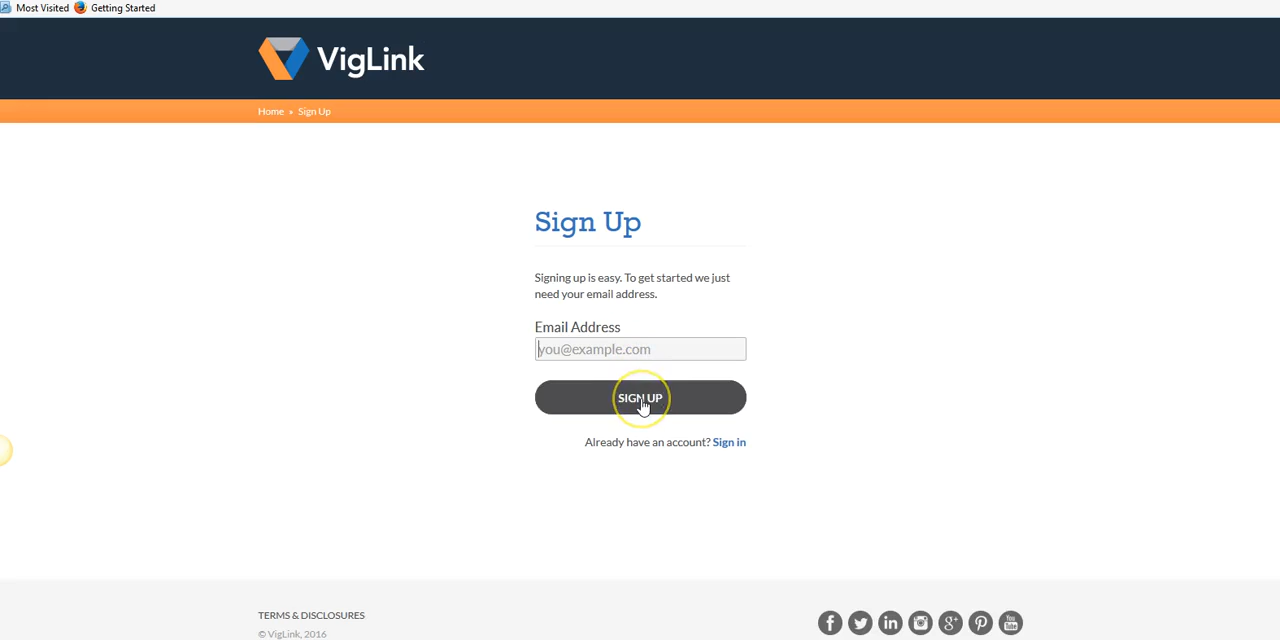 Most Visited Getting Started
VigLink
Home » Sign Up
Sign Up
Signing up is easy. To get started we just
need your email address.
Email Address
you@example.com
SIGN UP
Already have an account? Sign in
TERMS & DISCLOSURES
© VigLink, 2016